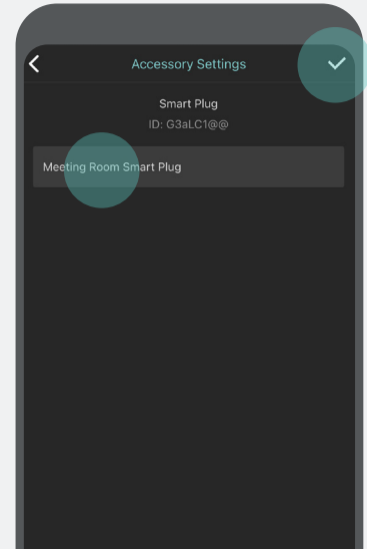 Accessory Settings
Smart Plug
ID: G3aLC1@@
Meeting Room Smart Plug